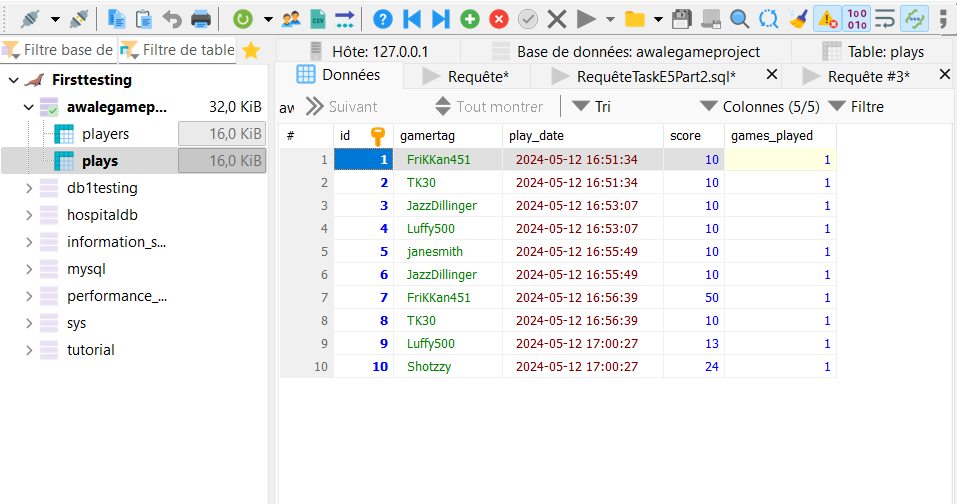 100
010
Filtre base de
Filtre de table
Hôte: 127.0.0.1
Base de données: awalegameproject
Table: plays
Données
Requête*
RequêteTaskE5Part2.sql*
Requête #3*
Firsttesting
awalegamep... 32,0 KiB
players 16,0 KiB
plays 16,0 KiB
db1testing
hospitaldb
information_s...
mysql
performance_...
sys
tutorial
aw
Suivant
Tout montrer
Tri
Colonnes (5/5)
Filtre
# id gamertag play_date score games_played
1 1 FriKKan451 2024-05-12 16:51:34 10 1
2 2 TK30 2024-05-12 16:51:34 10 1
3 3 JazzDillinger 2024-05-12 16:53:07 10 1
4 4 Luffy500 2024-05-12 16:53:07 10 1
5 5 janesmith 2024-05-12 16:55:49 10 1
6 6 JazzDillinger 2024-05-12 16:55:49 10 1
7 7 FriKKan451 2024-05-12 16:56:39 50 1
8 8 TK30 2024-05-12 16:56:39 10 1
9 9 Luffy500 2024-05-12 17:00:27 13 1
10 10 Shotzzy 2024-05-12 17:00:27 24 1